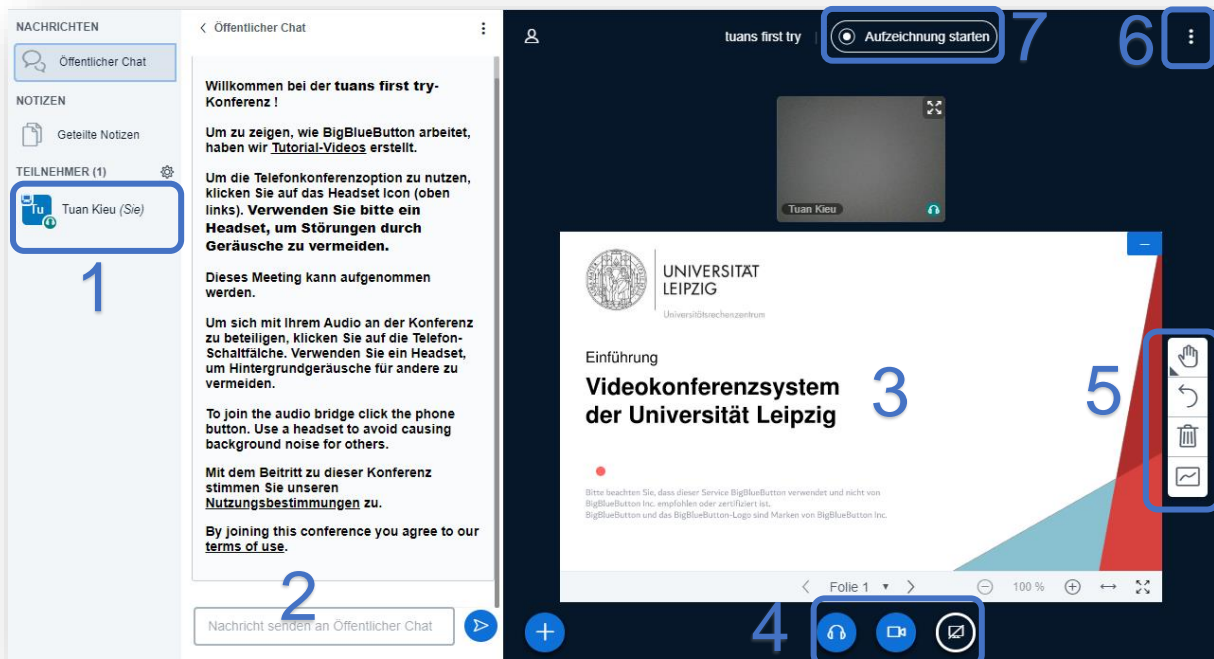 NACHRICHTEN
Öffentlicher Chat
NOTIZEN
Geteilte Notizen
TEILNEHMER (1)
Tu
Tuan Kieu (Sie)
1
Öffentlicher Chat
Willkommen bei der tuans first try-
Konferenz !
Um zu zeigen, wie BigBlueButton arbeitet,
haben wir Tutorial-Videos erstellt.
Um die Telefonkonferenzoption zu nutzen,
klicken Sie auf das Headset Icon (oben
links). Verwenden Sie bitte ein
Headset, um Störungen durch
Geräusche zu vermeiden.
Dieses Meeting kann aufgenommen
werden.
Um sich mit Ihrem Audio an der Konferenz
zu beteiligen, klicken Sie auf die Telefon-
Schaltfälche. Verwenden Sie ein Headset,
um Hintergrundgeräusche für andere zu
vermeiden.
To join the audio bridge click the phone
button. Use a headset to avoid causing
background noise for others.
Mit dem Beitritt zu dieser Konferenz
stimmen Sie unseren
Nutzungsbestimmungen zu.
By joining this conference you agree to our
terms of use.
2
Nachricht senden an Öffentlicher Chat
tuans first try
Aufzeichnung starten
7
6
Tuan Kieu
UNIVERSITÄT
LEIPZIG
Universitätsrechenzentrum
Einführung
Videokonferenzsystem
der Universität Leipzig
3
5
Bitte beachten Sie, dass dieser Service BigBlueButton verwendet und nicht von
BigBlueButton Inc. empfohlen oder zertifiziert ist.
BigBlueButton und das BigBlueButton-Logo sind Marken von BigBlueButton Inc.
Folie 1
100 %
4